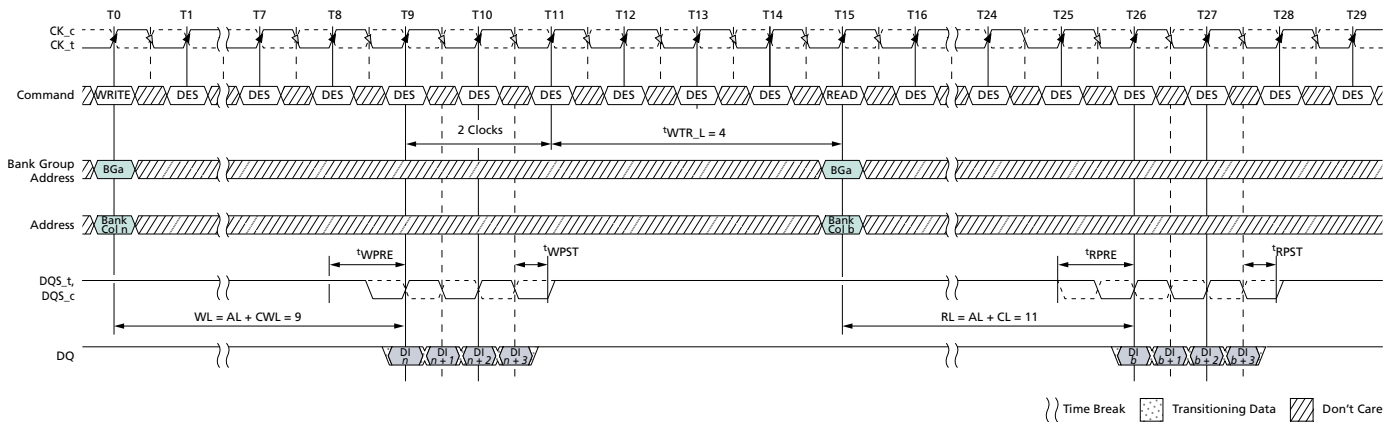 T0 T1 T7 T8 T9 T10 T11 T12 T13 T14 T15 T16 T24 T25 T26 T27 T28 T29
CK_c
CK_t
Command WRITE DES DES DES DES DES DES DES DES DES READ DES DES DES DES DES DES DES
2 Clocks tWTR_L = 4
Bank Group
Address BGa BGa
Address Bank Col n Bank Col b
tWPRE tWPST tRPRE tRPST
DQS_t,
DQS_c
WL = AL + CWL = 9 RL = AL + CL = 11
DQ DI n DI n + 1 DI n + 2 DI n + 3 DI b DI b + 1 DI b + 2 DI b + 3
Time Break Transitioning Data Don't Care